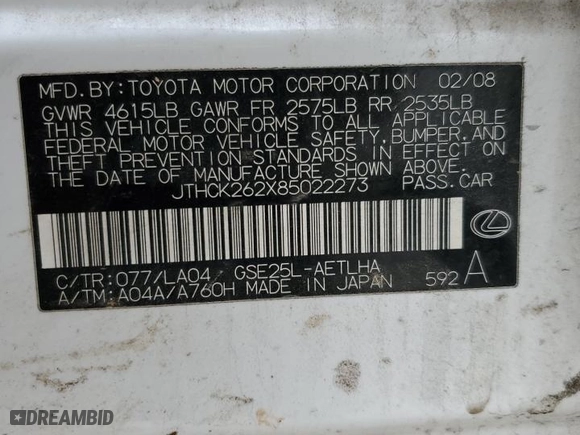 MFD.BY:TOYOTA MOTOR CORPORATION 02/08
GVWR 4615LB GAWR FR 2575LB RR 2535LB
THIS VEHICLE CONFORMS TO ALL APPLICABLE
FEDERAL MOTOR VEHICLE SAFETY,BUMPER,AND
THEFT PREVENTION STANDARDS IN EFFECT ON
THE DATE OF MANUFACTURE SHOWN ABOVE.
JTHCK262X85022273 PASS.CAR
C/TR:077/LA04 GSE25L-AETLHA
A/TM:A04A/A760H MADE IN JAPAN 592 A
DREAMBID